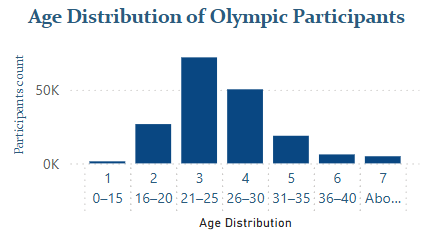 Age Distribution of Olympic Participants
Participants count
50K
0K
1 2 3 4 5 6 7
0–15 16–20 21–25 26–30 31–35 36–40 Abo...
Age Distribution